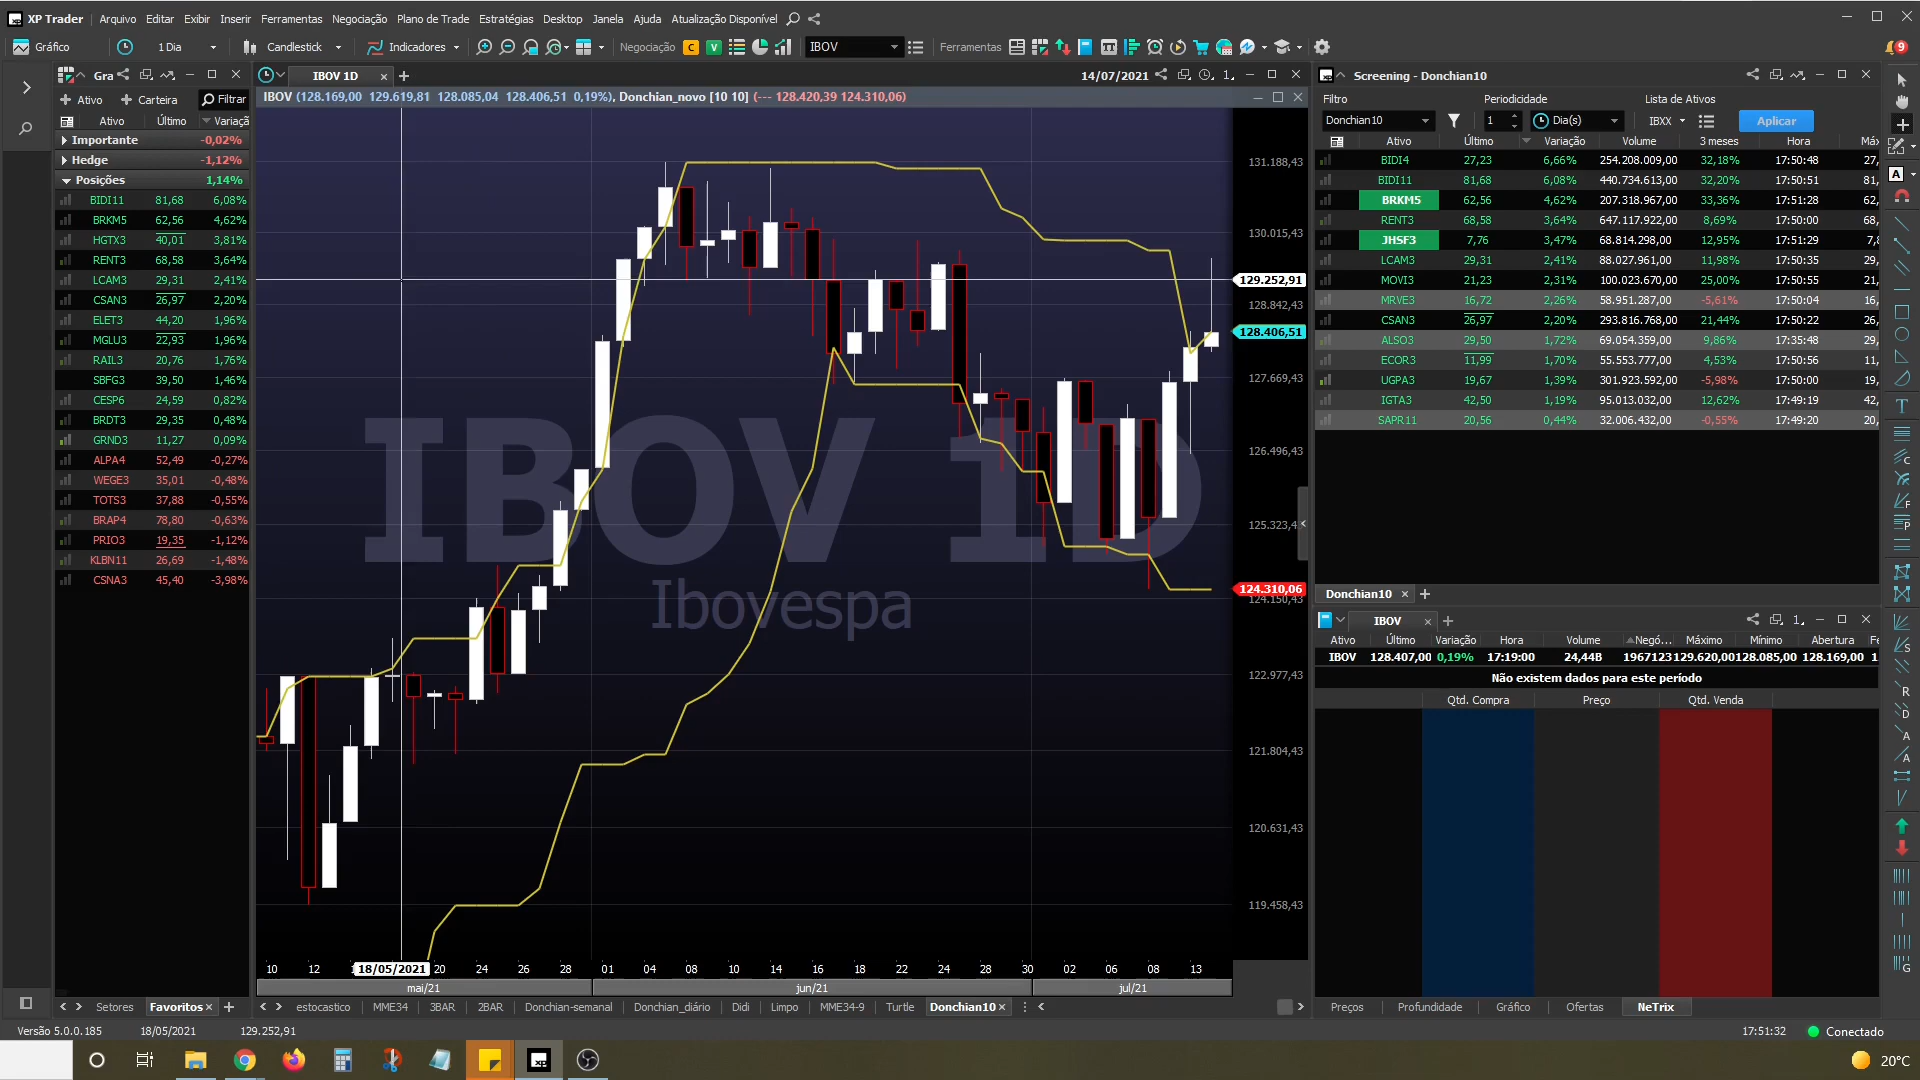 XP Trader Arquivo Editar Exibir Inserir Ferramentas Negociação Plano de Trade Estratégias Desktop Janela Ajuda Atualização Disponível
Gráfico 1 Dia Candlestick Indicadores Negociação C V IBOV Ferramentas 9
Gra
Ativo Carteira Filtrar
Ativo Último Variaçã
Importante -0,02%
Hedge -1,12%
Posições 1,14%
BIDI11 81,68 6,08%
BRKM5 62,56 4,62%
HGTX3 40,01 3,81%
RENT3 68,58 3,64%
LCAM3 29,31 2,41%
CSAN3 26,97 2,20%
ELET3 44,20 1,96%
MGLU3 22,93 1,96%
RAIL3 20,76 1,76%
SBFG3 39,50 1,46%
CESP6 24,59 0,82%
BRDT3 29,35 0,48%
GRND3 11,27 0,09%
ALPA4 52,49 -0,27%
WEGE3 35,01 -0,48%
TOTS3 37,88 -0,55%
BRAP4 78,80 -0,63%
PRIO3 19,35 -1,12%
KLBN11 26,69 -1,48%
CSNA3 45,40 -3,98%
Setores Favoritos
IBOV 1D 14/07/2021 1
IBOV (128.169,00 129.619,81 128.085,04 128.406,51 0,19%), Donchian_novo [10 10] (--- 128.420,39 124.310,06)
131.188,43
130.015,43
129.252,91
128.842,43
128.406,51
127.669,43
126.496,43
125.323,4
124.310,06
124.150,43
122.977,43
121.804,43
120.631,43
119.458,43
IBOV 1D
Ibovespa
10 12 18/05/2021 20 24 26 28 01 04 08 10 14 16 18 22 24 28 30 02 06 08 13
mai/21 jun/21 jul/21
estocastico MME34 3BAR 2BAR Donchian-semanal Donchian_diário Didi Limpo MME34-9 Turtle Donchian10
Screening - Donchian10
Filtro Periodicidade Lista de Ativos
Donchian10 1 Dia(s) IBXX Aplicar
Ativo Último Variação Volume 3 meses Hora Máx
BIDI4 27,23 6,66% 254.208.009,00 32,18% 17:50:48 27,
BIDI11 81,68 6,08% 440.734.613,00 32,20% 17:50:51 81,
BRKM5 62,56 4,62% 207.318.967,00 33,36% 17:51:28 62,
RENT3 68,58 3,64% 647.117.922,00 8,69% 17:50:00 68,
JHSF3 7,76 3,47% 68.814.298,00 12,95% 17:51:29 7,8
LCAM3 29,31 2,41% 88.027.961,00 11,98% 17:50:35 29,
MOVI3 21,23 2,31% 100.023.670,00 25,00% 17:50:55 21,
MRVE3 16,72 2,26% 58.951.287,00 -5,61% 17:50:04 16,
CSAN3 26,97 2,20% 293.816.768,00 21,44% 17:50:22 26,
ALSO3 29,50 1,72% 69.054.359,00 9,86% 17:35:48 29,
ECOR3 11,99 1,70% 55.553.777,00 4,53% 17:50:56 11,
UGPA3 19,67 1,39% 301.923.592,00 -5,98% 17:50:00 19,
IGTA3 42,50 1,19% 95.013.032,00 12,62% 17:49:19 42,
SAPR11 20,56 0,44% 32.006.432,00 -0,55% 17:49:20 20,
Donchian10
IBOV 1
Ativo Último Variação Hora Volume Negó... Máximo Mínimo Abertura Fe
IBOV 128.407,00 0,19% 17:19:00 24,44B 1967123 129.620,00 128.085,00 128.169,00 1
Não existem dados para este período
Qtd. Compra Preço Qtd. Venda
Preços Profundidade Gráfico Ofertas NeTrix
Versão 5.0.0.185 18/05/2021 129.252,91 17:51:32 Conectado
20°C